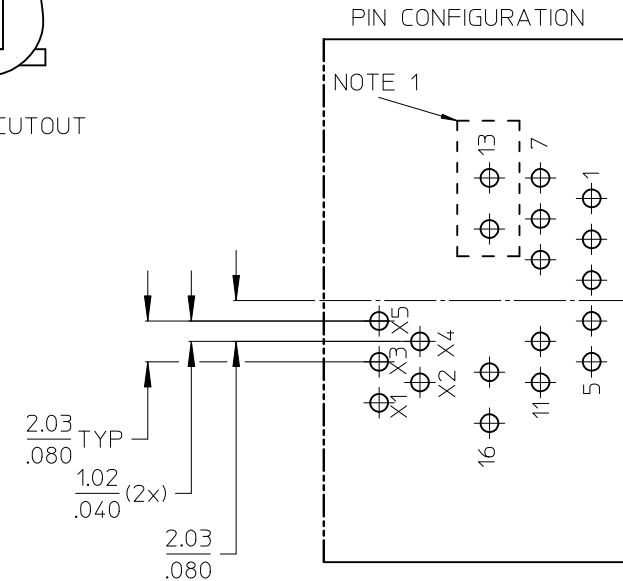 PIN CONFIGURATION
NOTE 1
CUTOUT
13
7
1
X5
X4
X3
X2
X1
5
11
16
2.03
.080 TYP
1.02
.040 (2x)
2.03
.080